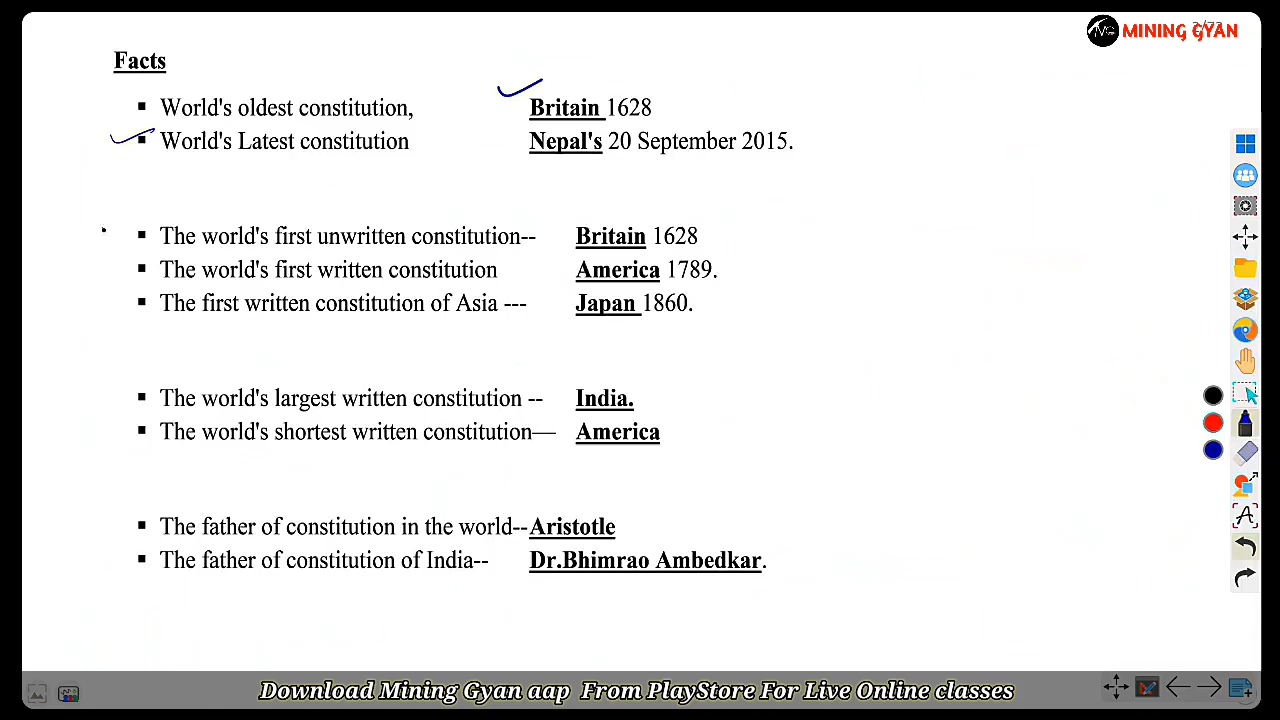 MINING GYAN
Facts
▪ World's oldest constitution, Britain 1628
▪ World's Latest constitution Nepal's 20 September 2015.
▪ The world's first unwritten constitution-- Britain 1628
▪ The world's first written constitution America 1789.
▪ The first written constitution of Asia --- Japan 1860.
▪ The world's largest written constitution -- India.
▪ The world's shortest written constitution— America
▪ The father of constitution in the world--Aristotle
▪ The father of constitution of India-- Dr.Bhimrao Ambedkar.
Download Mining Gyan aap From PlayStore For Live Online classes